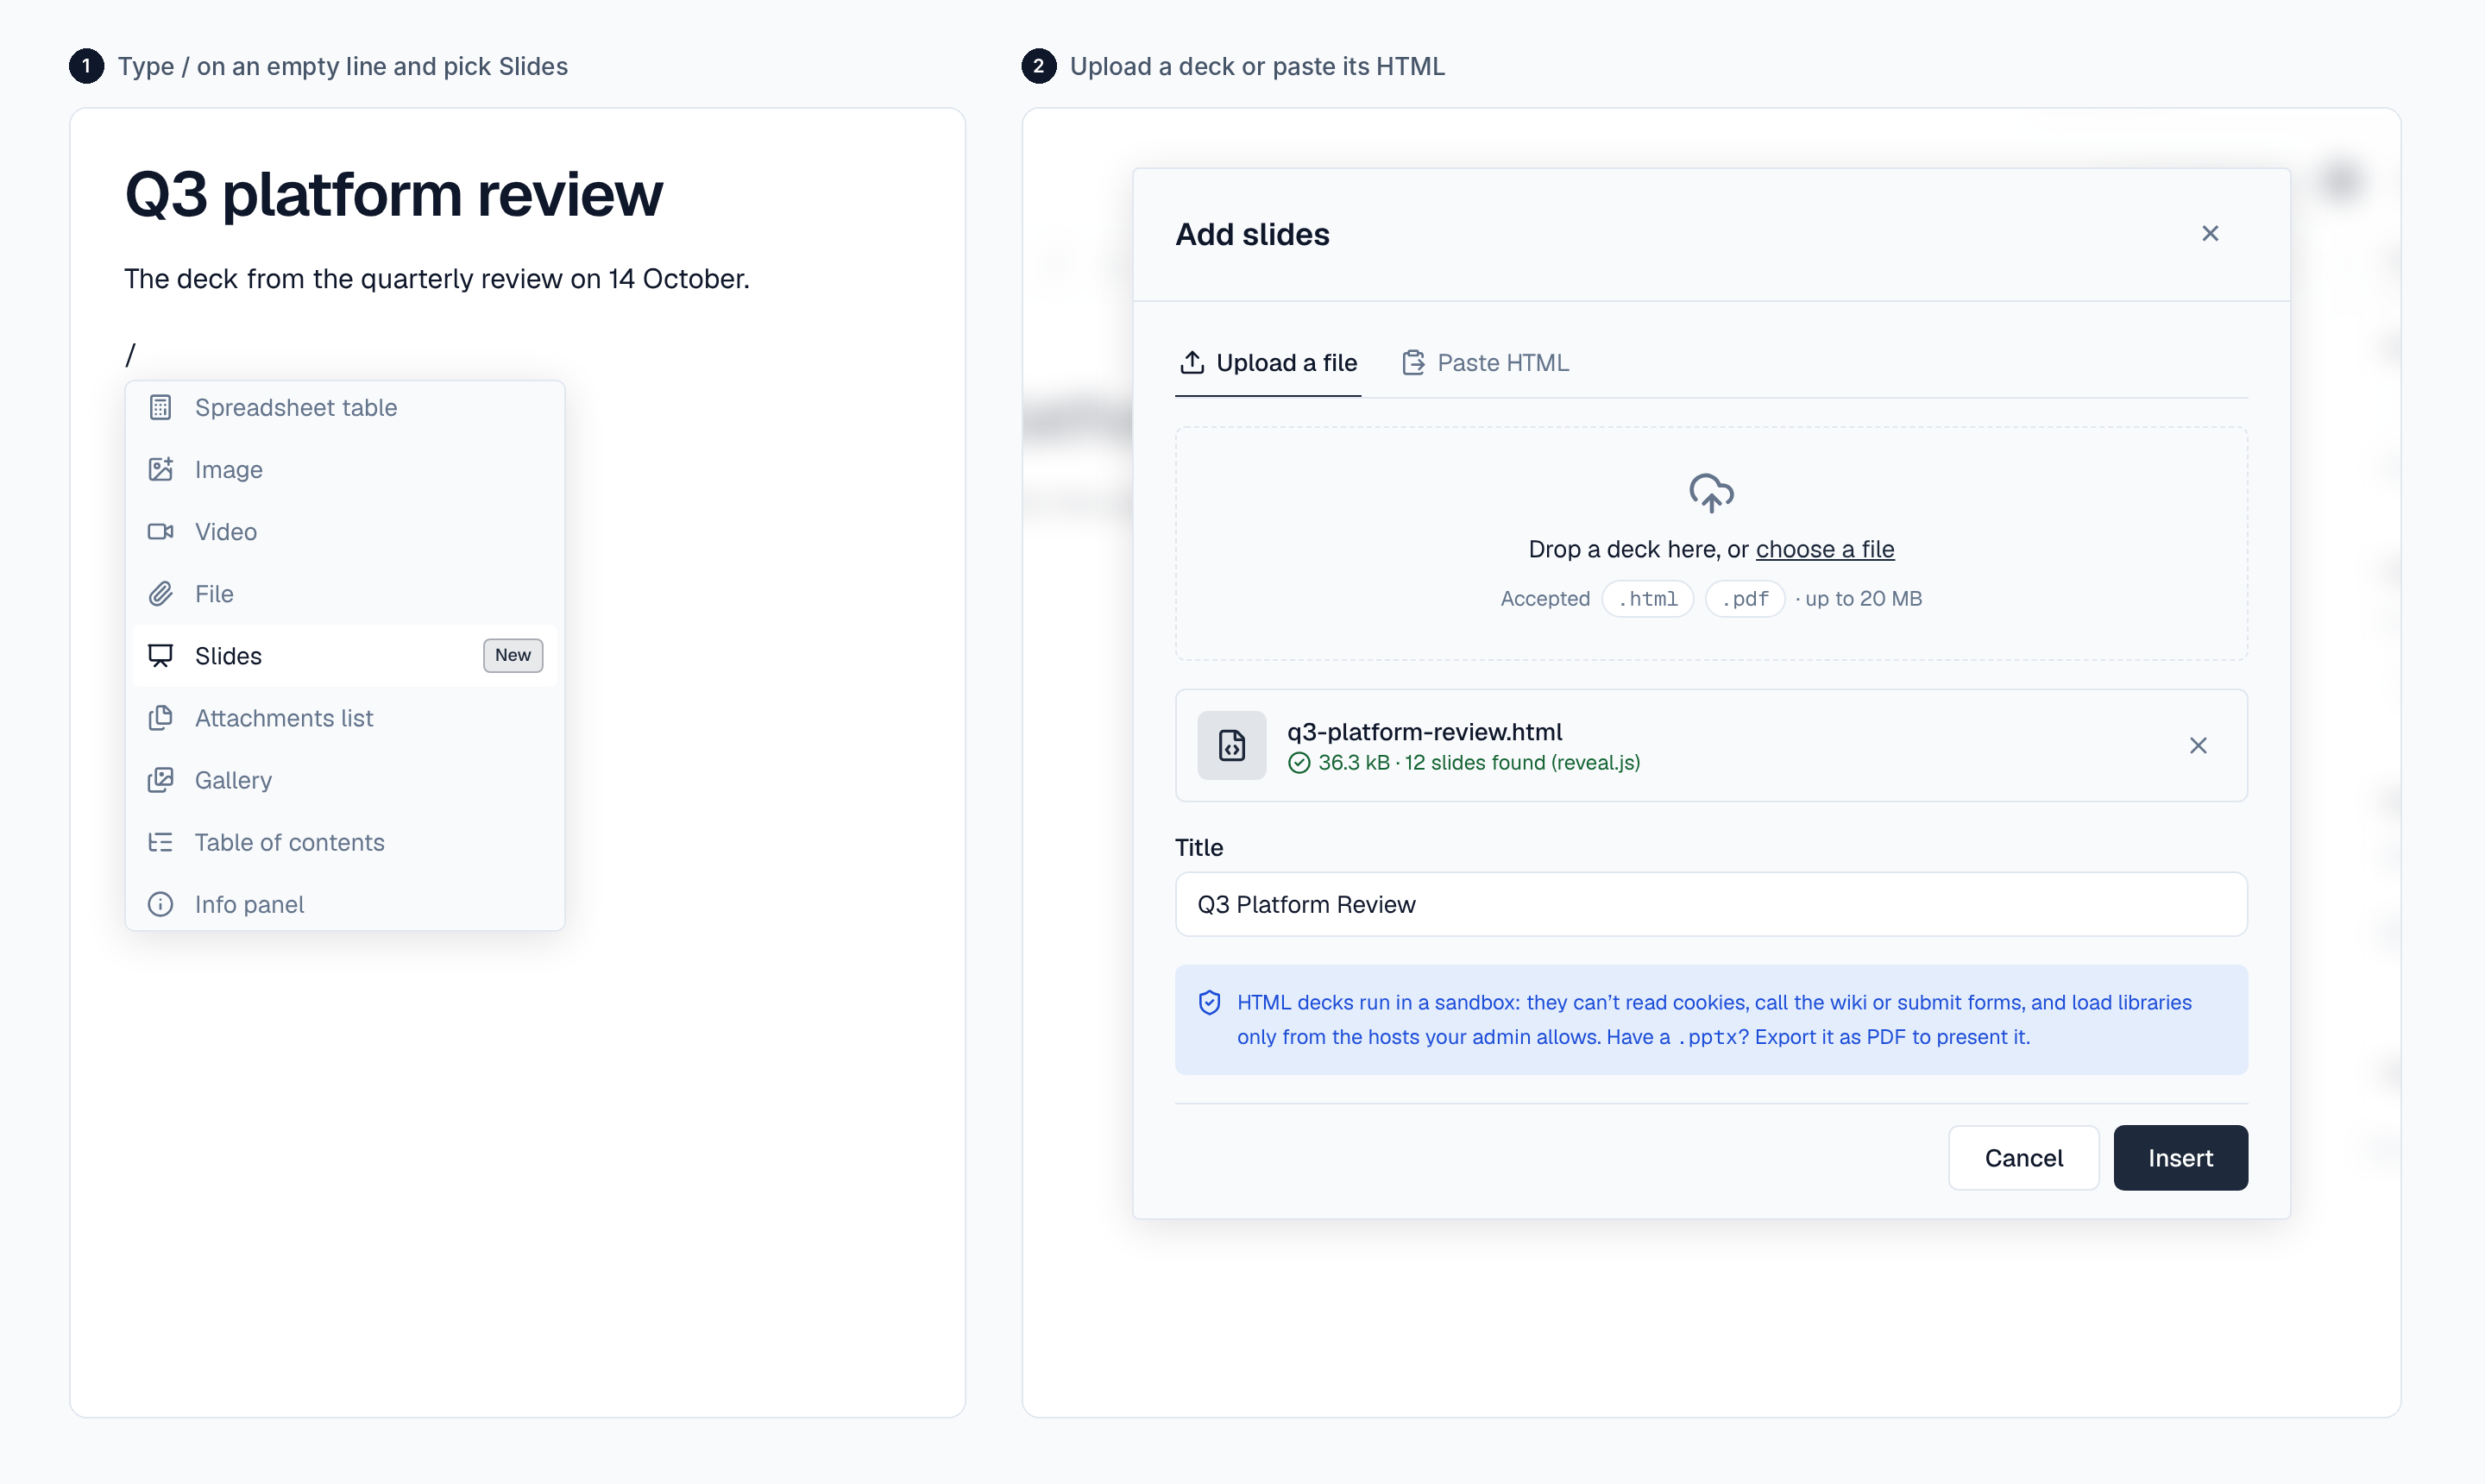 1 Type / on an empty line and pick Slides
Q3 platform review
The deck from the quarterly review on 14 October.
/
Spreadsheet table
Image
Video
File
Slides New
Attachments list
Gallery
Table of contents
Info panel
2 Upload a deck or paste its HTML
Add slides
Upload a file Paste HTML
Drop a deck here, or choose a file
Accepted .html .pdf · up to 20 MB
q3-platform-review.html
36.3 kB · 12 slides found (reveal.js)
Title
Q3 Platform Review
HTML decks run in a sandbox: they can’t read cookies, call the wiki or submit forms, and load libraries
only from the hosts your admin allows. Have a .pptx? Export it as PDF to present it.
Cancel Insert